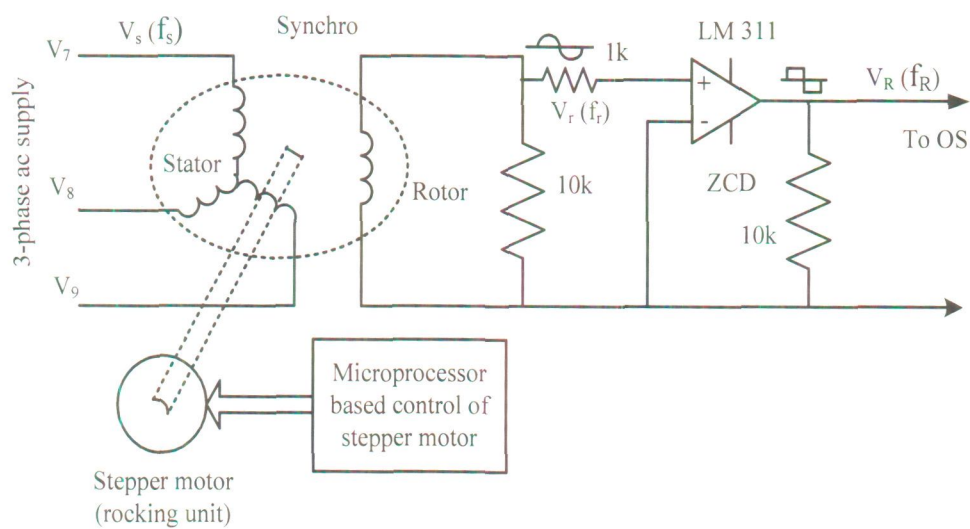 V7
Vs (fs)
Synchro
1k
LM 311
+
-
VR (fR)
Vr (fr)
To OS
3-phase ac supply
Stator
V8
Rotor
10k
ZCD
10k
V9
Microprocessor
based control of
stepper motor
Stepper motor
(rocking unit)